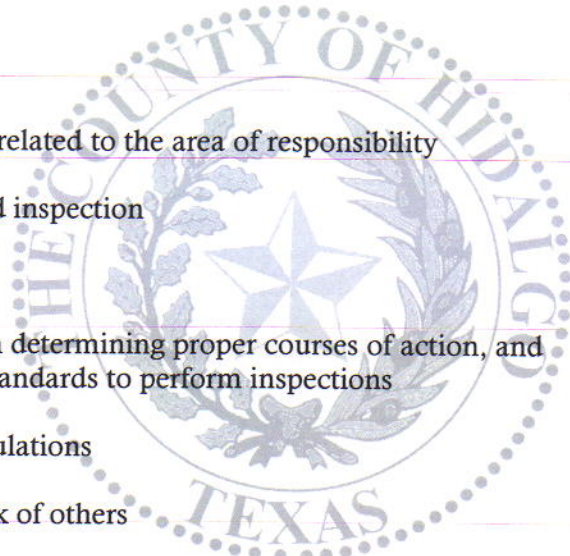 THE COUNTY OF HIDALGO
related to the area of responsibility
inspection
determining proper courses of action, and
tandards to perform inspections
ulations
k of others
TEXAS